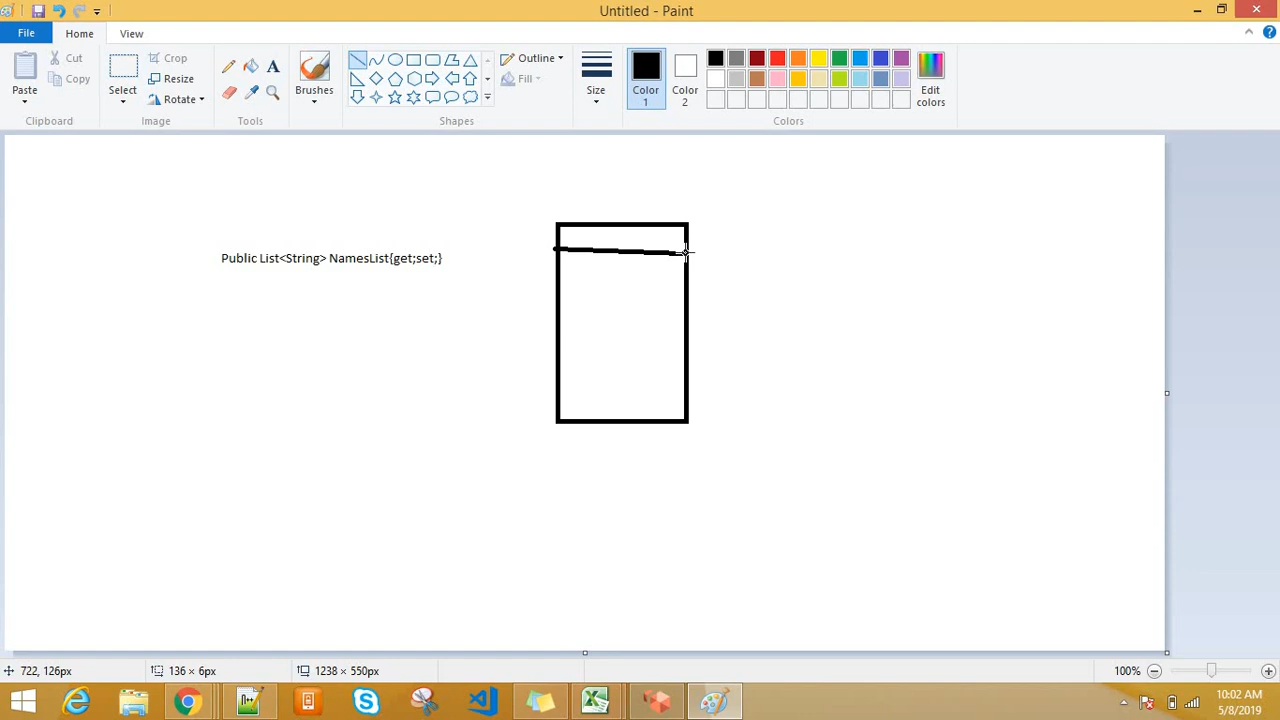 Untitled - Paint
File
Home
View
Paste
Cut
Copy
Clipboard
Select
Crop
Resize
Rotate
Image
A
Tools
Brushes
Outline
Fill
Shapes
Size
Color 1
Color 2
Edit colors
Colors
Public List<String> NamesList{get;set;}
722, 126px
136 × 6px
1238 × 550px
100%
10:02 AM
5/8/2019